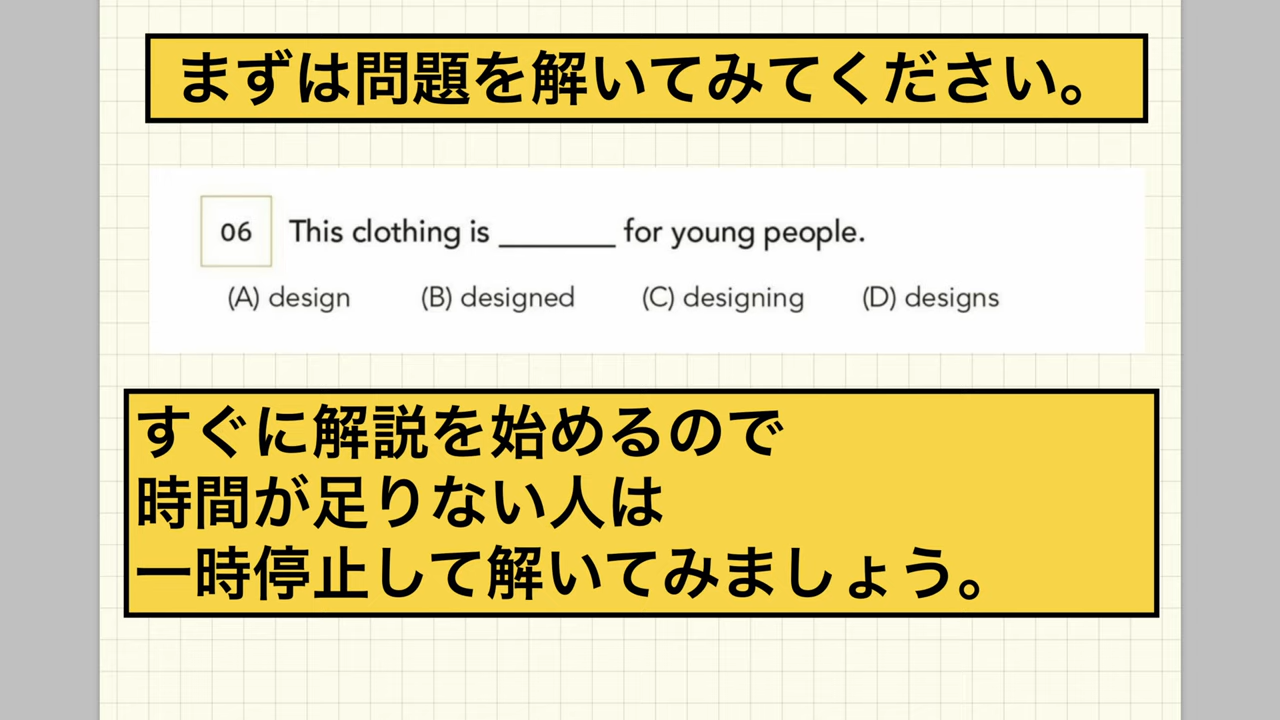 まずは問題を解いてみてください。
06 This clothing is ________ for young people.
(A) design (B) designed (C) designing (D) designs
すぐに解説を始めるので
時間が足りない人は
一時停止して解いてみましょう。